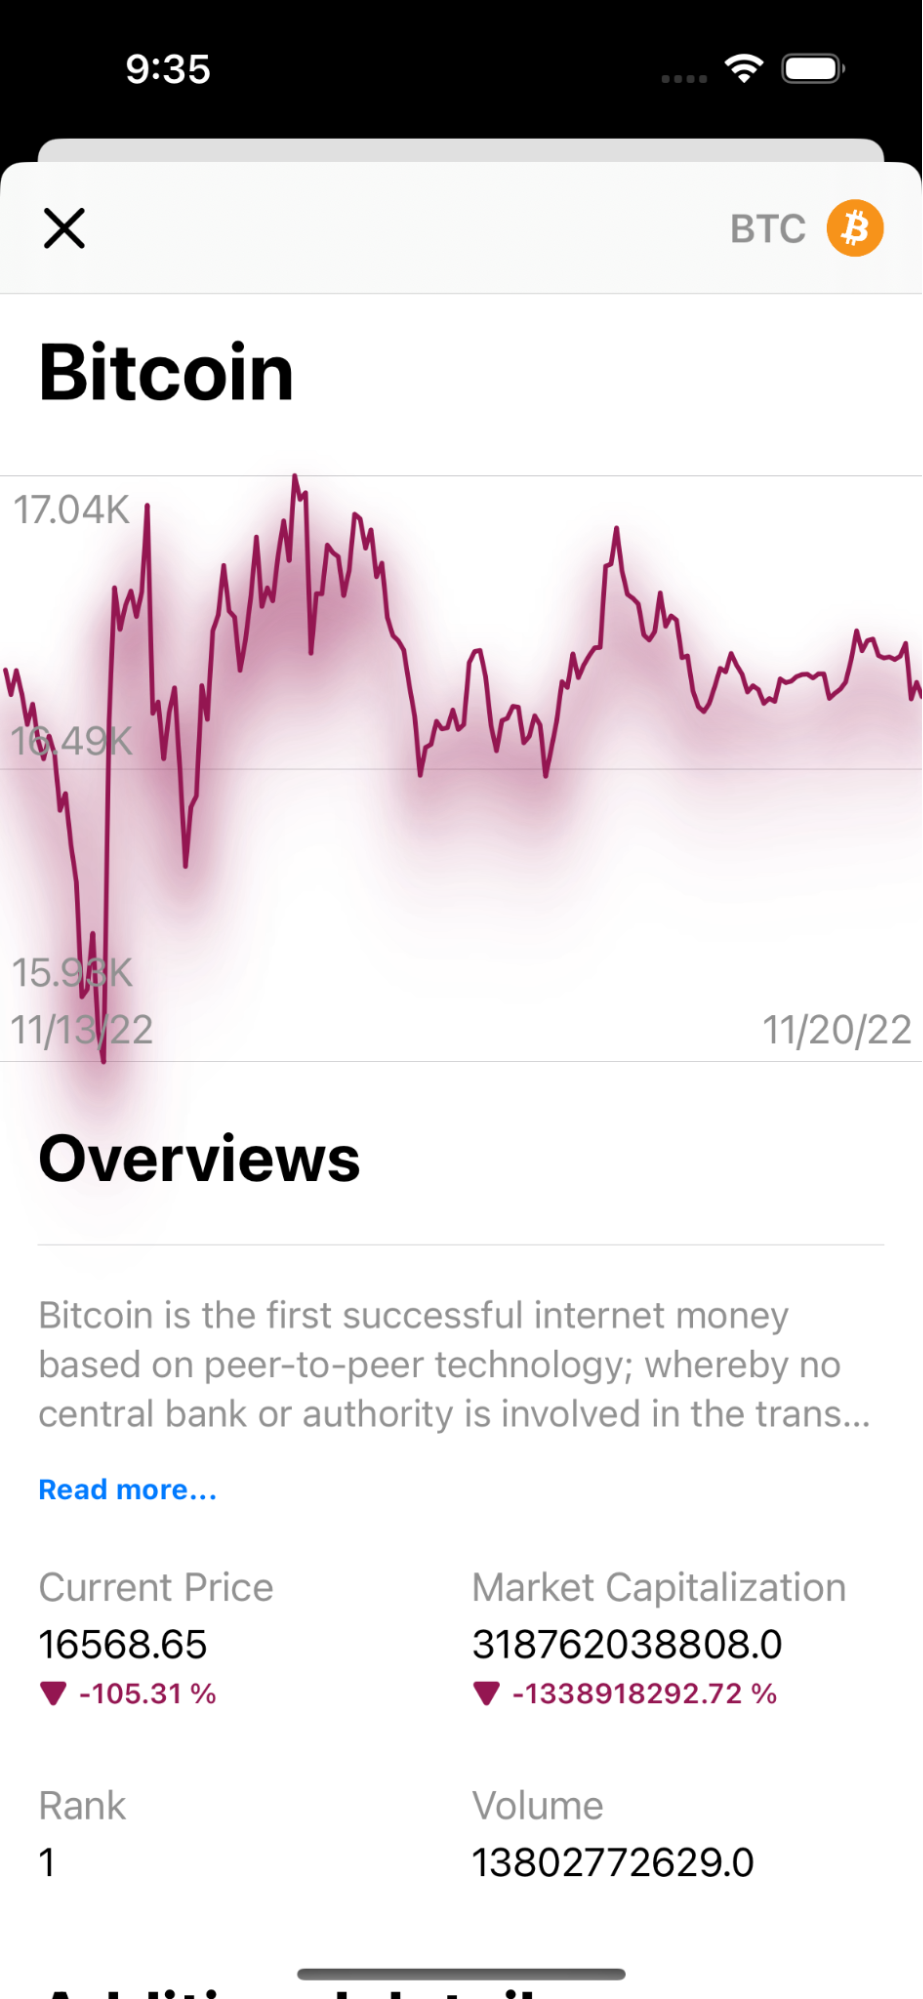 9:35
BTC
Bitcoin
17.04K
16.49K
15.93K
11/13/22 11/20/22
Overviews
Bitcoin is the first successful internet money
based on peer-to-peer technology; whereby no
central bank or authority is involved in the trans...
Read more...
Current Price Market Capitalization
16568.65 318762038808.0
-105.31 % -1338918292.72 %
Rank Volume
1 13802772629.0